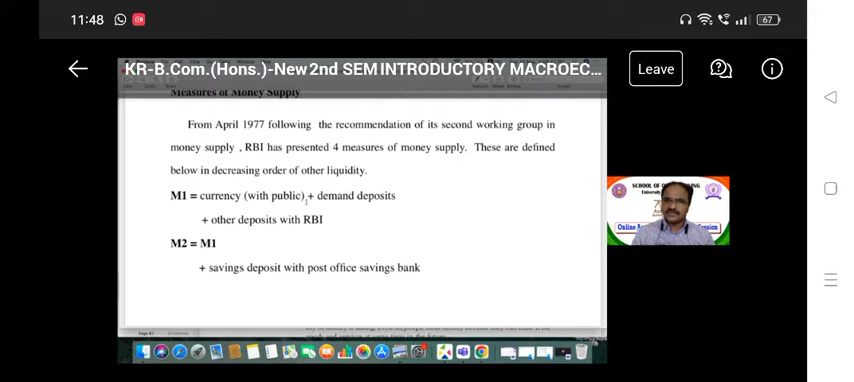 11:48
67
KR-B.Com.(Hons.)-New 2nd SEM INTRODUCTORY MACROEC...
Leave
Measures of Money Supply
From April 1977 following the recommendation of its second working group in
money supply , RBI has presented 4 measures of money supply. These are defined
below in decreasing order of other liquidity.
M1 = currency (with public) + demand deposits
+ other deposits with RBI
M2 = M1
+ savings deposit with post office savings bank
SCHOOL OF
Online